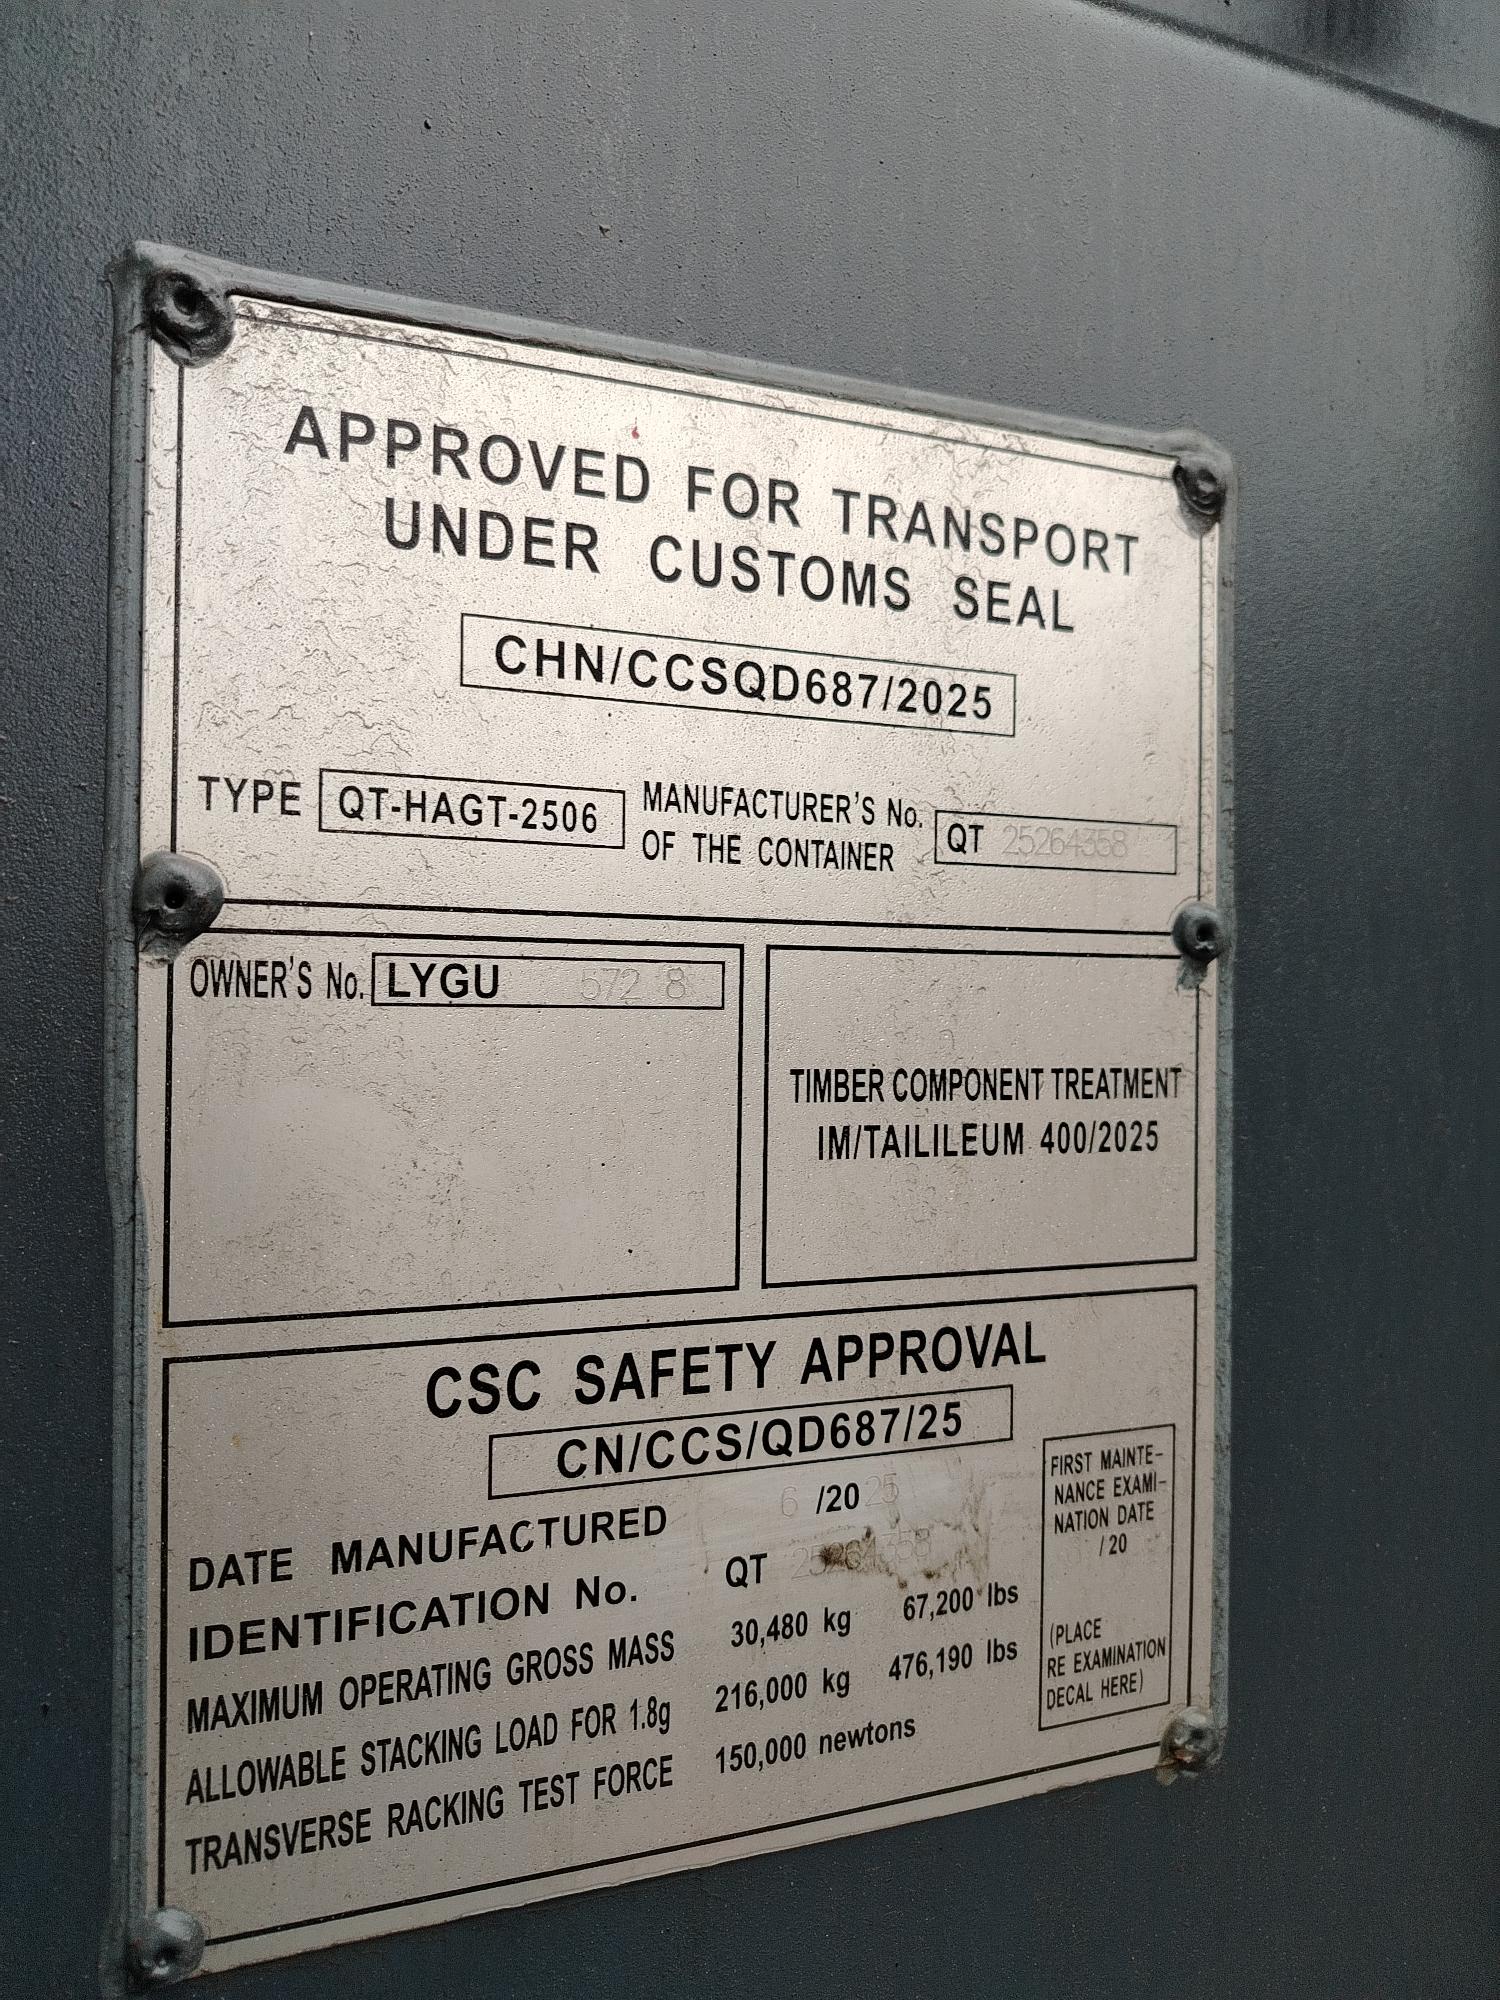 APPROVED FOR TRANSPORT
UNDER CUSTOMS SEAL
CHN/CCSQD687/2025
TYPE QT-HAGT-2506
MANUFACTURER'S No.
OF THE CONTAINER
QT 25264358
OWNER'S No. LYGU
TIMBER COMPONENT TREATMENT
IM/TAILILEUM 400/2025
CSC SAFETY APPROVAL
CN/CCS/QD687/25
DATE MANUFACTURED 6 /2025
IDENTIFICATION No. QT 25264358
MAXIMUM OPERATING GROSS MASS 30,480 kg 67,200 lbs
ALLOWABLE STACKING LOAD FOR 1.8g 216,000 kg 476,190 lbs
TRANSVERSE RACKING TEST FORCE 150,000 newtons
FIRST MAINTE-
NANCE EXAMI-
NATION DATE
/20
(PLACE
RE EXAMINATION
DECAL HERE)